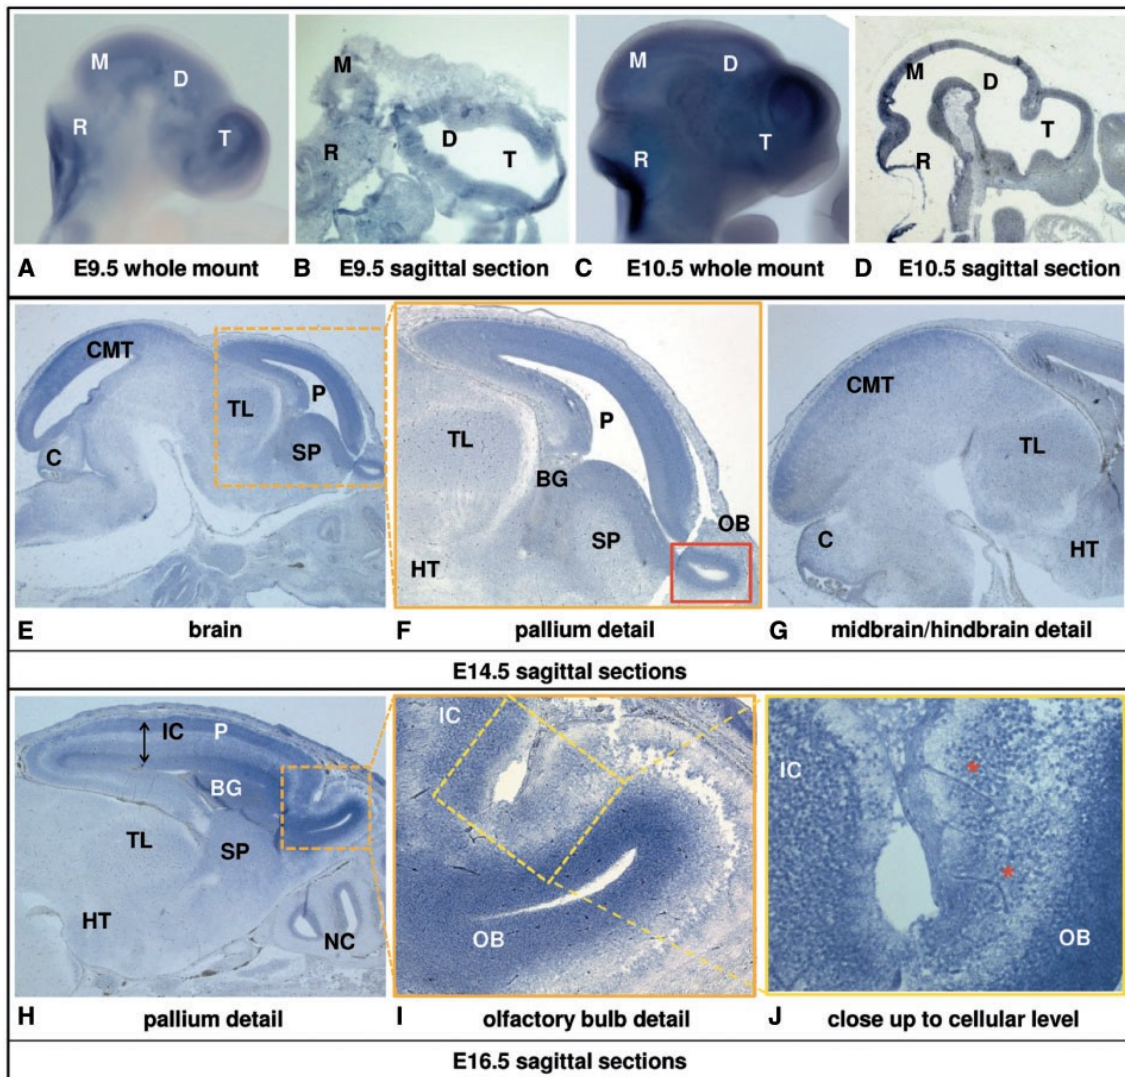 M D R T
M D R T
M D R T
M D R T
A E9.5 whole mount B E9.5 sagittal section C E10.5 whole mount D E10.5 sagittal section
CMT TL P SP C
P TL BG SP HT OB
CMT TL C HT
E brain F pallium detail G midbrain/hindbrain detail
E14.5 sagittal sections
IC P BG TL SP HT NC
IC OB
IC * * OB
H pallium detail I olfactory bulb detail J close up to cellular level
E16.5 sagittal sections